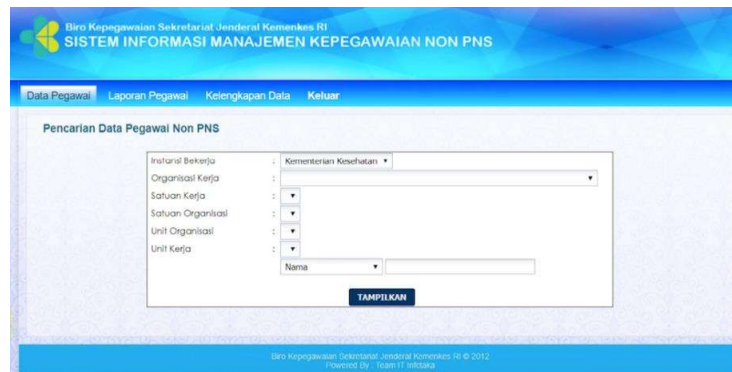 Biro Kepegawaian Sekretariat Jenderal Kemenkes RI
SISTEM INFORMASI MANAJEMEN KEPEGAWAIAN NON PNS
Data Pegawai Laporan Pegawai Kelengkapan Data Keluar
Pencarian Data Pegawai Non PNS
Instansi Bekerja : Kementerian Kesehatan
Organisasi Kerja :
Satuan Kerja :
Satuan Organisasi :
Unit Organisasi :
Unit Kerja :
Nama
TAMPILKAN
Biro Kepegawaian Sekretariat Jenderal Kemenkes RI © 2012
Powered By : Team IT Infotaka